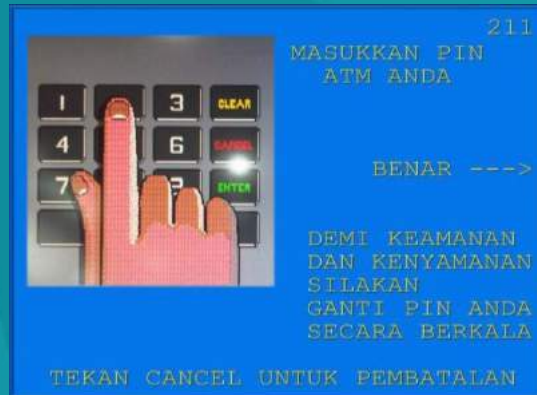 211
MASUKKAN PIN
ATM ANDA
1 3 CLEAR
4 6 CANCEL
7 ENTER
BENAR --->
DEMI KEAMANAN
DAN KENYAMANAN
SILAKAN
GANTI PIN ANDA
SECARA BERKALA
TEKAN CANCEL UNTUK PEMBATALAN